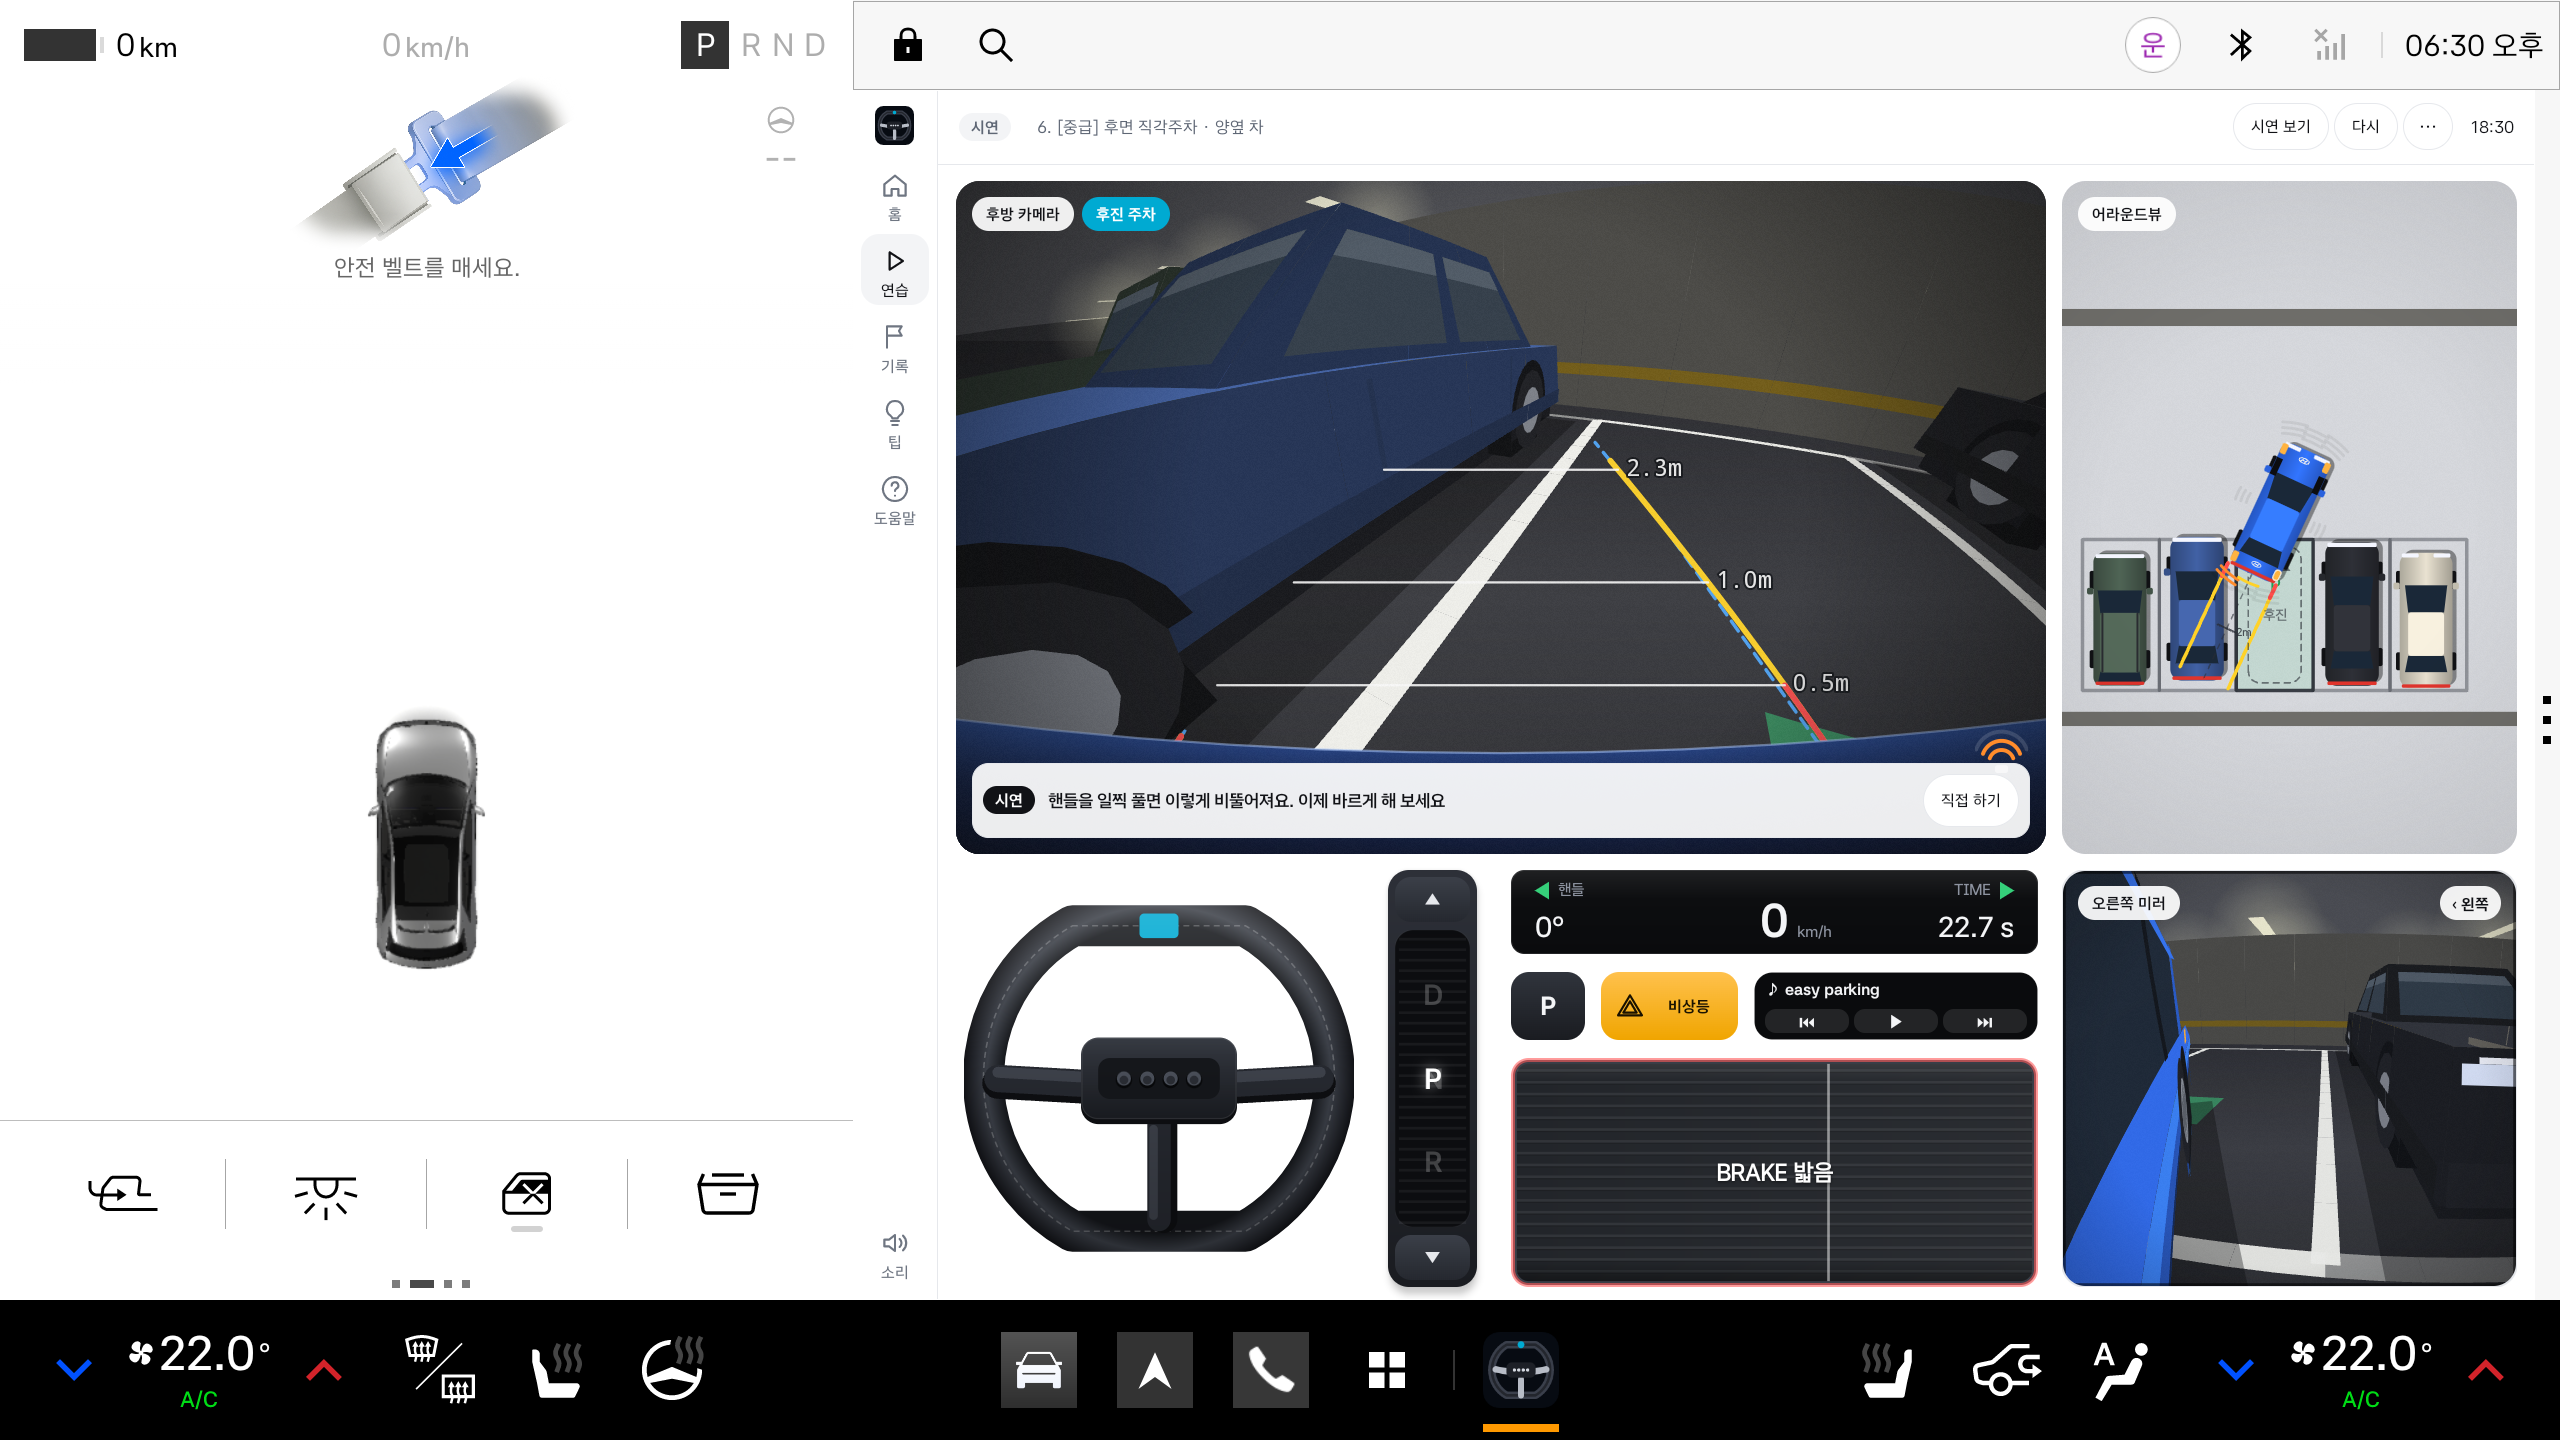 0 km
0 km/h
P R N D
운
06:30 오후
안전 벨트를 매세요.
시연
6. [중급] 후면 직각주차 · 양옆 차
시연 보기
다시
···
18:30
홈
연습
기록
팁
도움말
소리
후방 카메라
후진 주차
2.3m
1.0m
0.5m
시연
핸들을 일찍 풀면 이렇게 비뚤어져요. 이제 바르게 해 보세요
직접 하기
어라운드뷰
후진
2m
D
P
R
핸들
0°
0 km/h
TIME
22.7 s
P
비상등
easy parking
BRAKE 밟음
오른쪽 미러
‹ 왼쪽
22.0°
A/C
A
22.0°
A/C